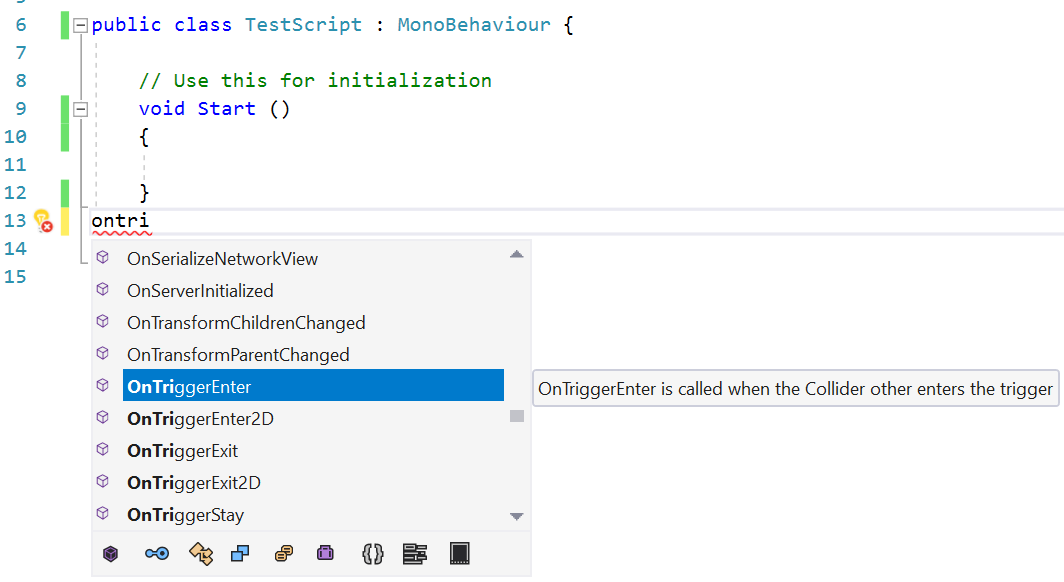 6 public class TestScript : MonoBehaviour {
7
8 // Use this for initialization
9 void Start ()
10 {
11
12 }
13 ontri
14
15
OnSerializeNetworkView
OnServerInitialized
OnTransformChildrenChanged
OnTransformParentChanged
OnTriggerEnter
OnTriggerEnter is called when the Collider other enters the trigger
OnTriggerEnter2D
OnTriggerExit
OnTriggerExit2D
OnTriggerStay